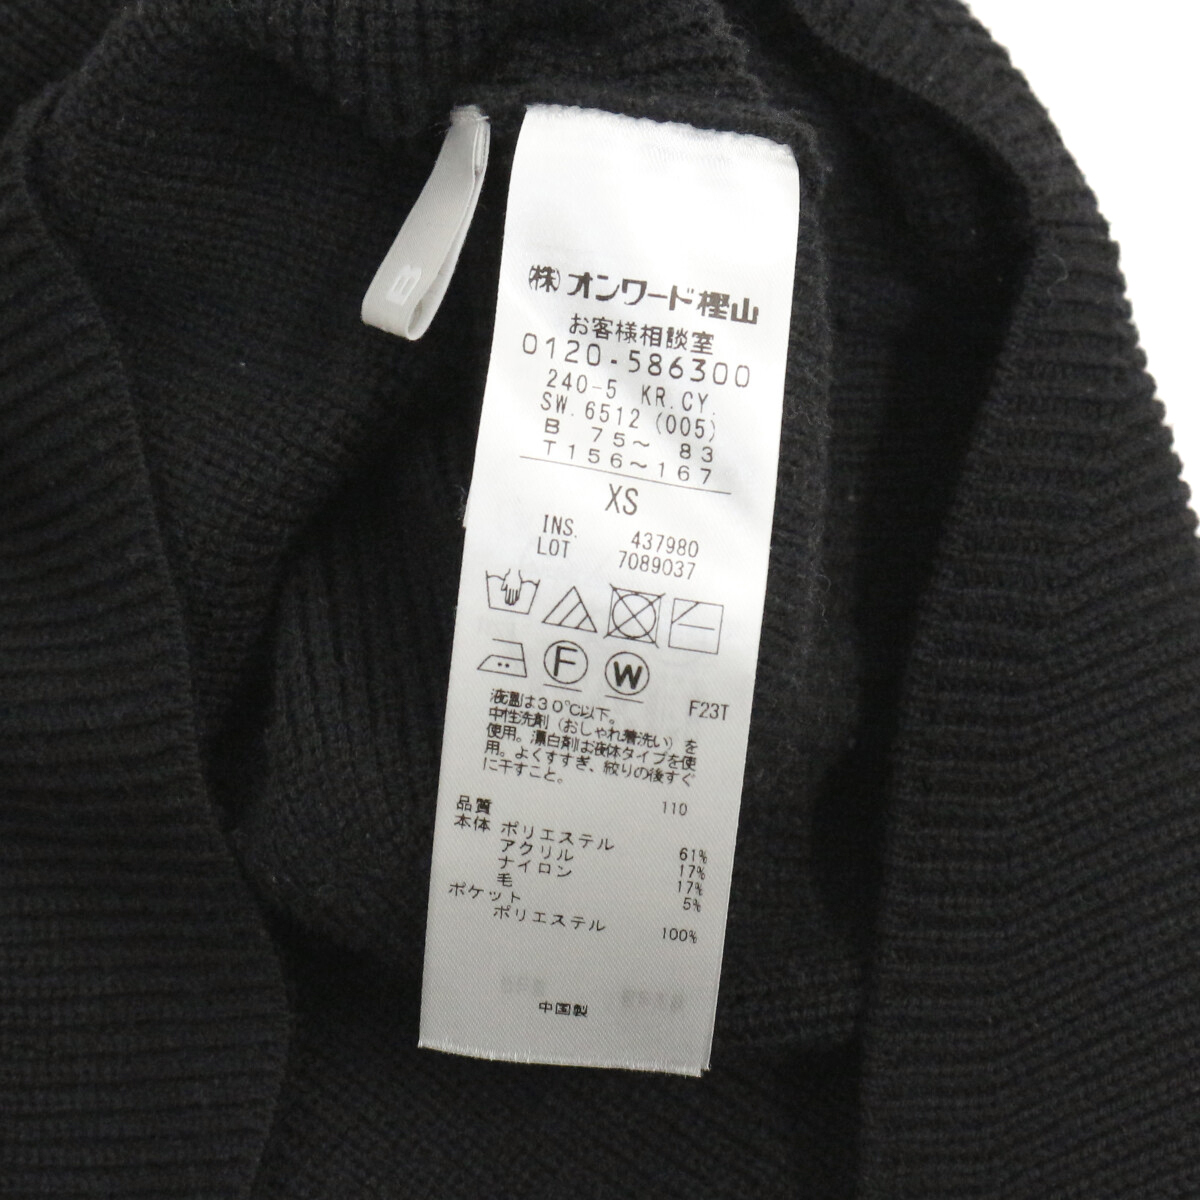 B
(株)オンワード樫山
お客様相談室
0120-586300
240-5 KR.CY.
SW.6512 (005)
B 75〜 83
T156〜167
XS
INS. 437980
LOT 7089037
F
W
F23T
液温は30℃以下。
中性洗剤(おしゃれ着洗い)を
使用。漂白剤は液体タイプを使
用。よくすすぎ、絞りの後すぐ
に干すこと。
品質 110
本体 ポリエステル 61%
アクリル 17%
ナイロン 17%
毛 5%
ポケット
ポリエステル 100%
中国製